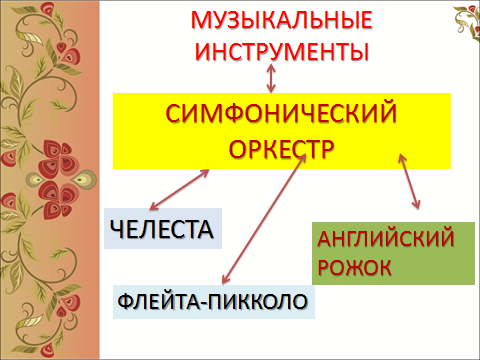 МУЗЫКАЛЬНЫЕ
ИНСТРУМЕНТЫ
СИМФОНИЧЕСКИЙ
ОРКЕСТР
ЧЕЛЕСТА
АНГЛИЙСКИЙ
РОЖОК
ФЛЕЙТА-ПИККОЛО